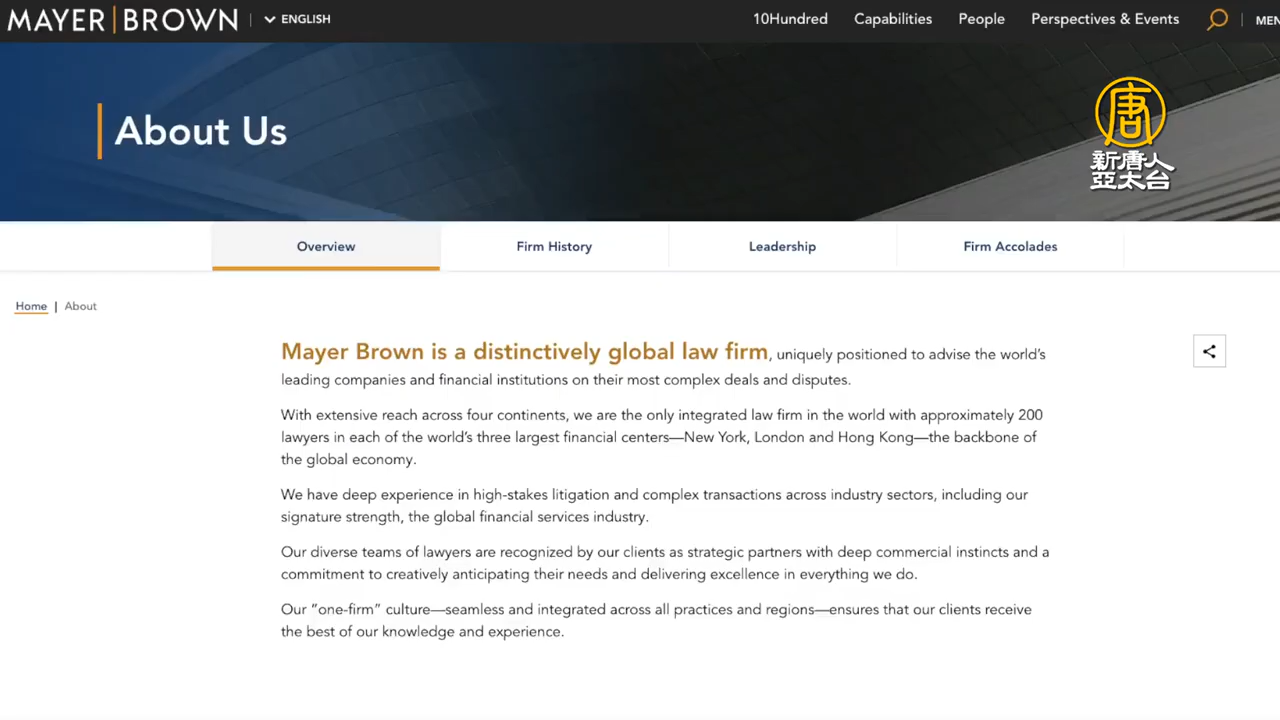 MAYER|BROWN
ENGLISH
10Hundred
Capabilities
People
Perspectives & Events
MEN
About Us
唐
新唐人
亞太台
Overview
Firm History
Leadership
Firm Accolades
Home | About
Mayer Brown is a distinctively global law firm, uniquely positioned to advise the world’s
leading companies and financial institutions on their most complex deals and disputes.
With extensive reach across four continents, we are the only integrated law firm in the world with approximately 200
lawyers in each of the world’s three largest financial centers—New York, London and Hong Kong—the backbone of
the global economy.
We have deep experience in high-stakes litigation and complex transactions across industry sectors, including our
signature strength, the global financial services industry.
Our diverse teams of lawyers are recognized by our clients as strategic partners with deep commercial instincts and a
commitment to creatively anticipating their needs and delivering excellence in everything we do.
Our “one-firm” culture—seamless and integrated across all practices and regions—ensures that our clients receive
the best of our knowledge and experience.